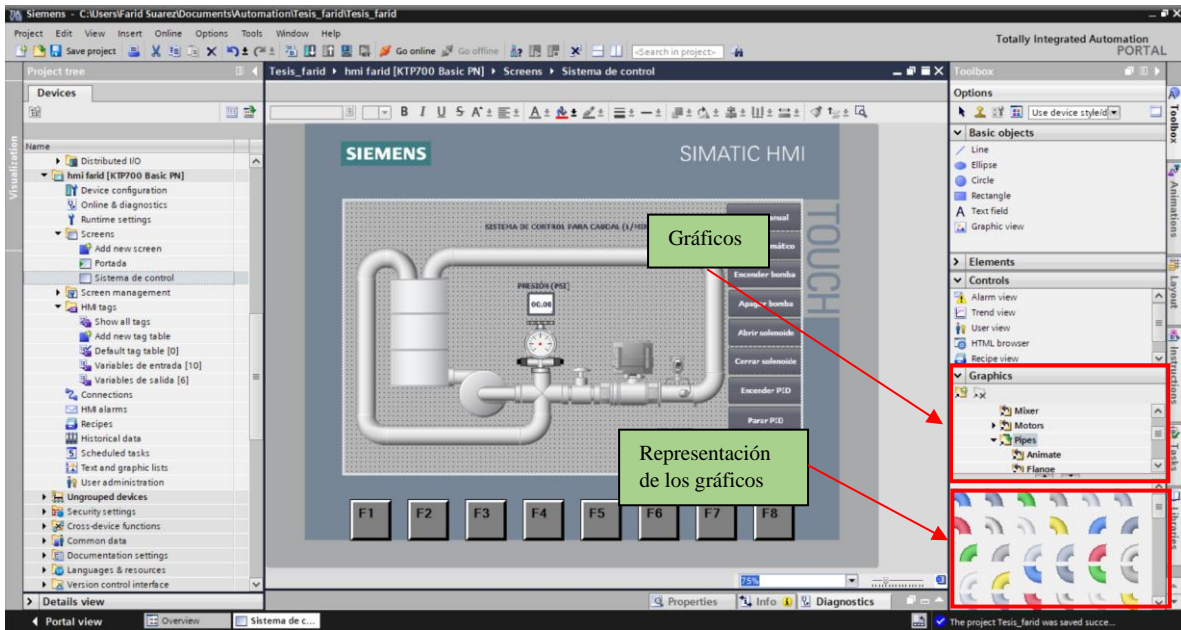 Siemens - C:\Users\Farid Suarez\Documents\Automation\Tesis_farid\Tesis_farid
Project Edit View Insert Online Options Tools Window Help
Totally Integrated Automation
PORTAL
Save project
Go online
Go offline
<Search in project>
Project tree
Devices
Name
Distributed I/O
hmi farid [KTP700 Basic PN]
Device configuration
Online & diagnostics
Runtime settings
Screens
Add new screen
Portada
Sistema de control
Screen management
HMI tags
Show all tags
Add new tag table
Default tag table [0]
Variables de entrada [10]
Variables de salida [6]
Connections
HMI alarms
Recipes
Historical data
Scheduled tasks
Text and graphic lists
User administration
Ungrouped devices
Security settings
Cross-device functions
Common data
Documentation settings
Languages & resources
Version control interface
Details view
Visualization
Tesis_farid
hmi farid [KTP700 Basic PN]
Screens
Sistema de control
B I U S A
SIEMENS
SIMATIC HMI
TOUCH
SISTEMA DE CONTROL PARA CAUDAL (L/MIN
PRESIÓN (PSI)
00.00
Encender bomba
Apagar bomba
Abrir solenoide
Cerrar solenoide
Encender PID
Parar PID
F1 F2 F3 F4 F5 F6 F7 F8
Gráficos
Representación
de los gráficos
75%
Properties
Info
Diagnostics
Toolbox
Options
Use device style/d
Basic objects
Line
Ellipse
Circle
Rectangle
Text field
Graphic view
Elements
Controls
Alarm view
Trend view
User view
HTML browser
Recipe view
Graphics
Mixer
Motors
Pipes
Animate
Flange
Toolbox
Animations
Layout
Instructions
Tasks
Libraries
Portal view
Overview
Sistema de c...
The project Tesis_farid was saved succe...